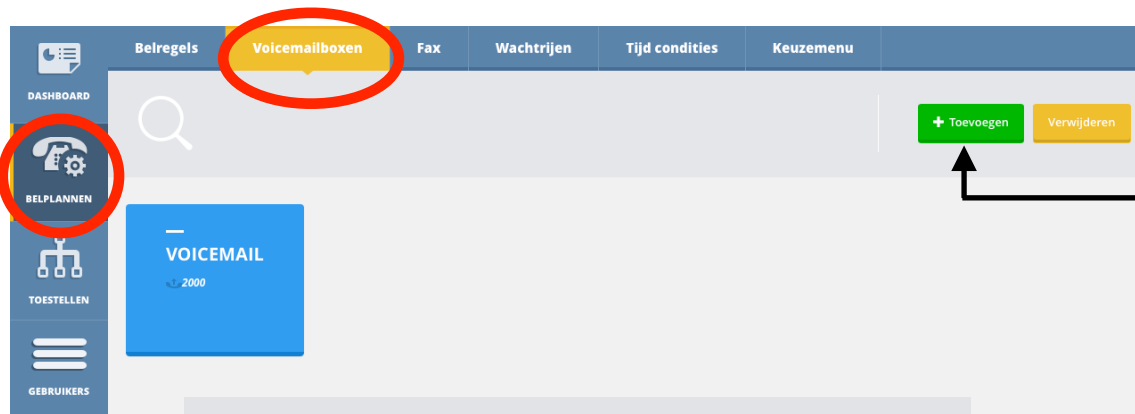 Belregels Voicemailboxen Fax Wachtrijen Tijd condities Keuzemenu
DASHBOARD
+ Toevoegen Verwijderen
BELPLANNEN
VOICEMAIL
2000
TOESTELLEN
GEBRUIKERS